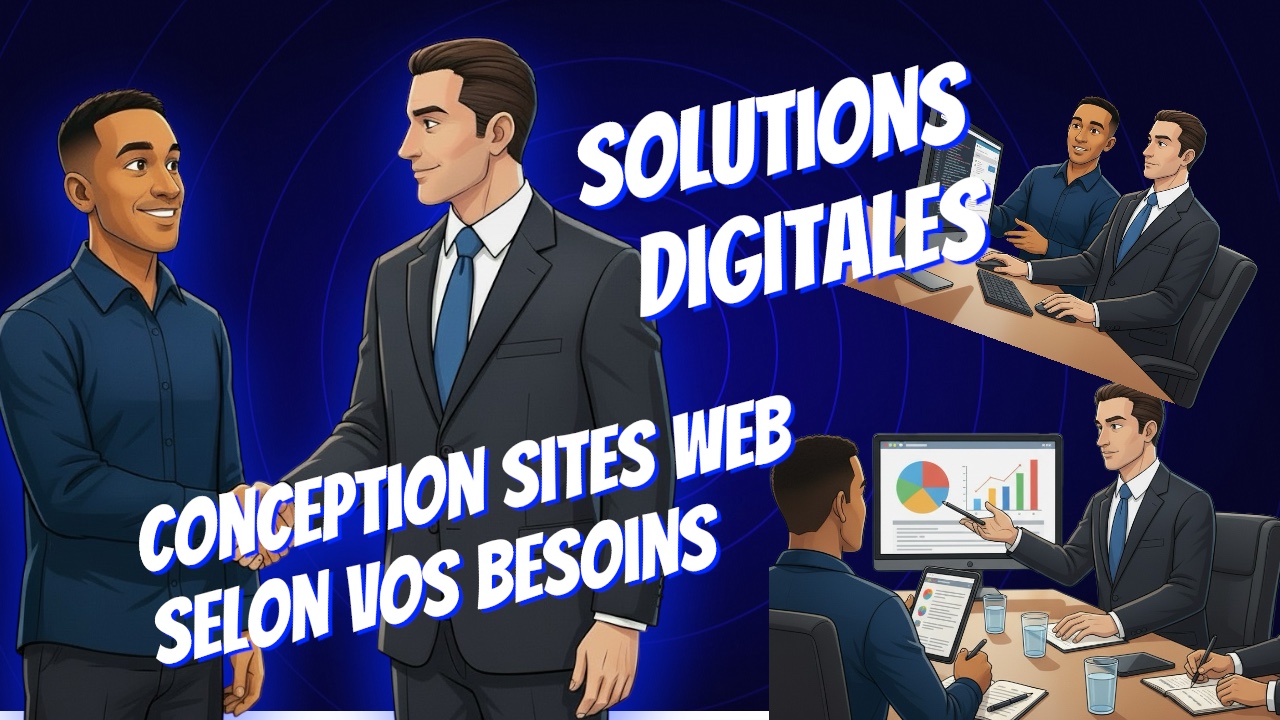 SOLUTIONS
DIGITALES
CONCEPTION SITES WEB
SELON VOS BESOINS